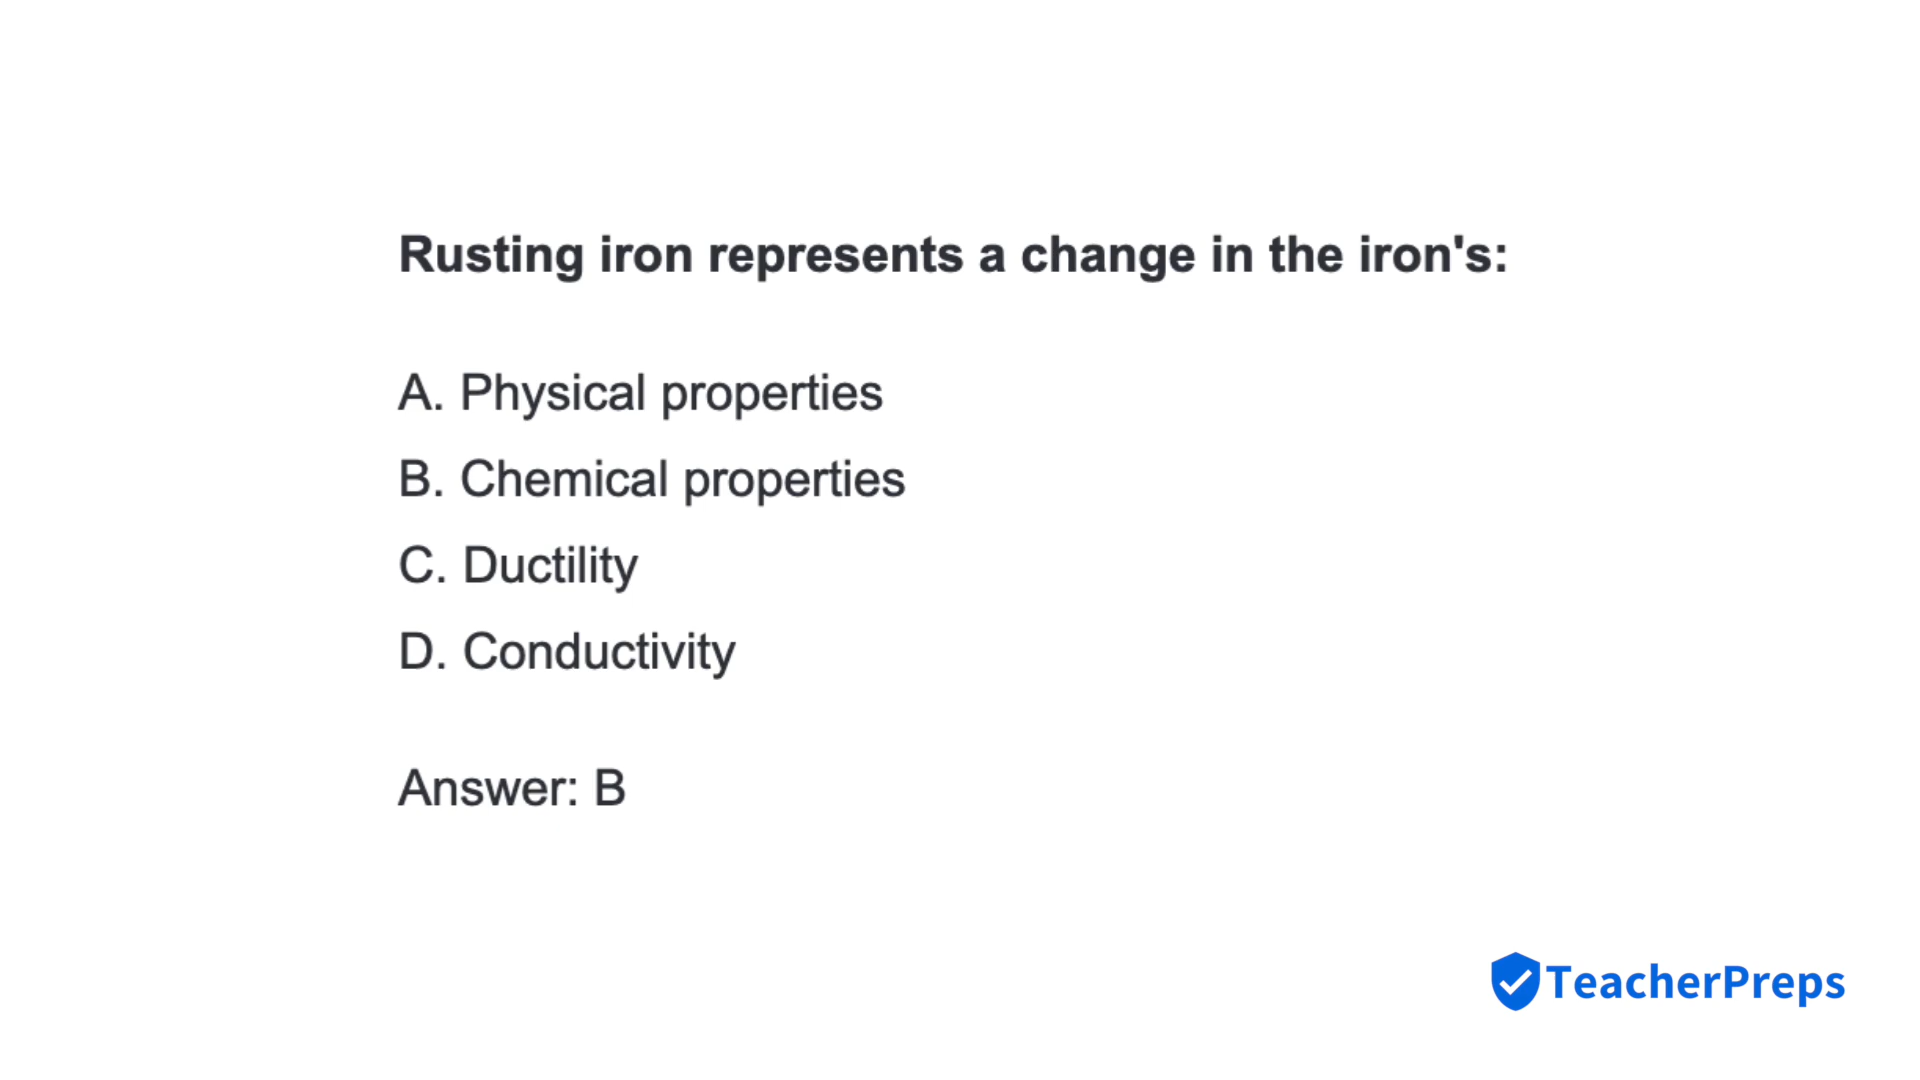 Rusting iron represents a change in the iron's:
A. Physical properties
B. Chemical properties
C. Ductility
D. Conductivity
Answer: B
TeacherPreps